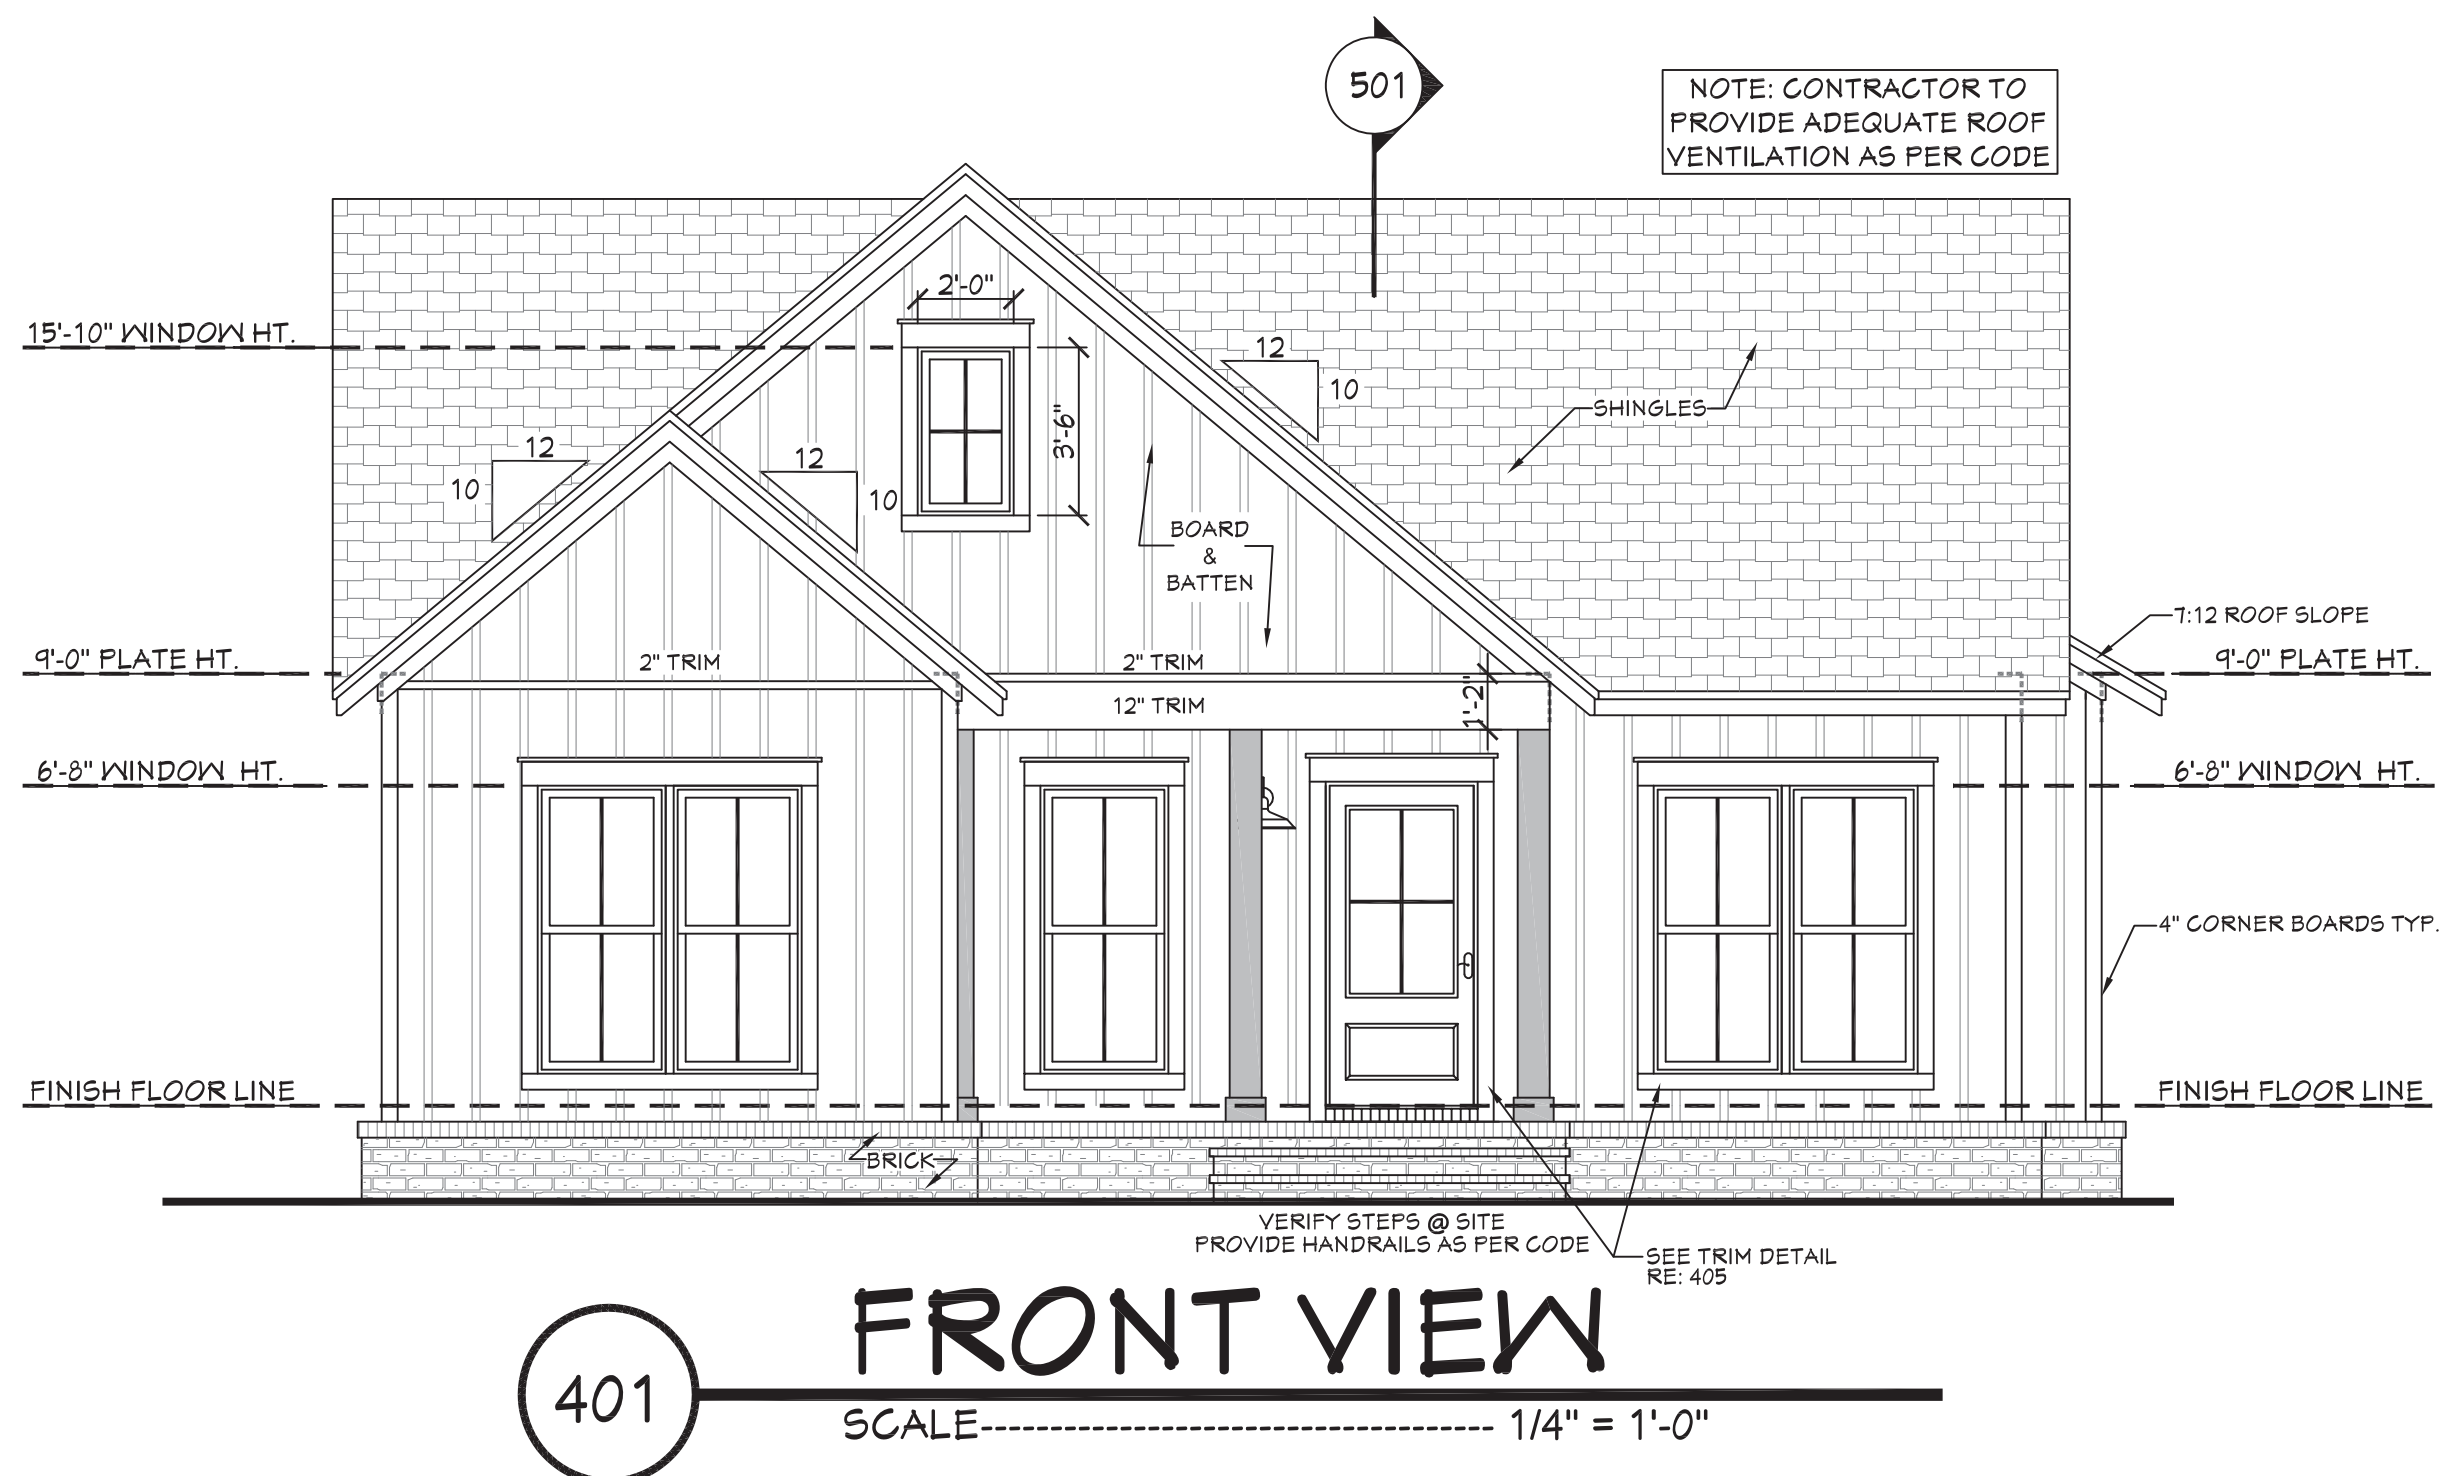 501
NOTE: CONTRACTOR TO
PROVIDE ADEQUATE ROOF
VENTILATION AS PER CODE
2'-0"
15'-10" WINDOW HT.
12
10
3'-6"
SHINGLES
12
10
12
10
BOARD
&
BATTEN
7:12 ROOF SLOPE
9'-0" PLATE HT.
2" TRIM
2" TRIM
9'-0" PLATE HT.
12" TRIM
1'-2"
6'-8" WINDOW HT.
6'-8" WINDOW HT.
4" CORNER BOARDS TYP.
FINISH FLOOR LINE
FINISH FLOOR LINE
BRICK
VERIFY STEPS @ SITE
PROVIDE HANDRAILS AS PER CODE
SEE TRIM DETAIL
RE: 405
FRONT VIEW
401
SCALE---------------------------------------- 1/4" = 1'-0"